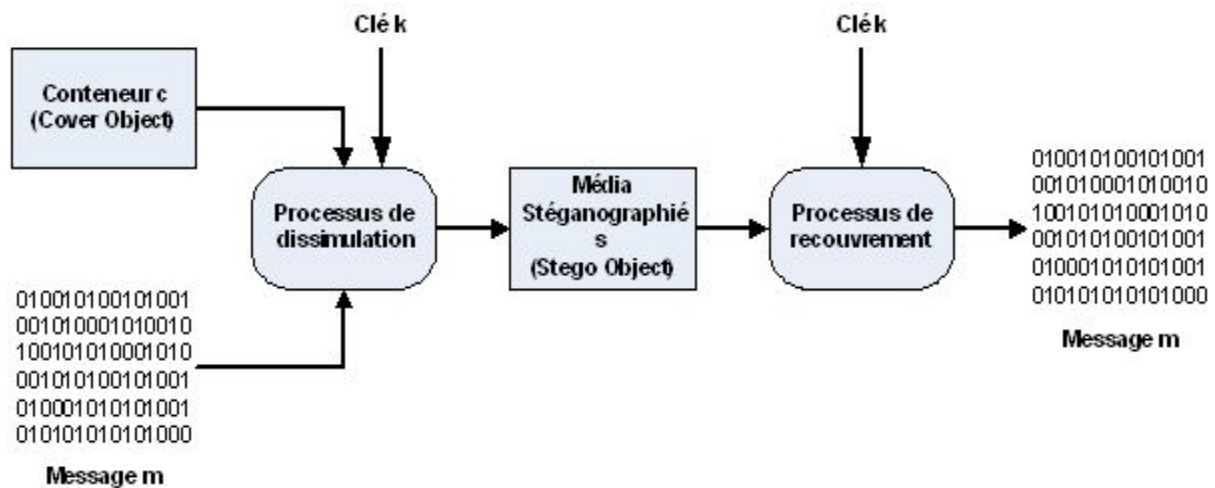 Clé k
Clé k
Conteneur c
(Cover Object)
Processus de
dissimulation
Média
Stéganographié
s
(Stego Object)
Processus de
recouvrement
010010100101001
001010001010010
100101010001010
001010100101001
010001010101001
010101010101000
Message m
010010100101001
001010001010010
100101010001010
001010100101001
010001010101001
010101010101000
Message m